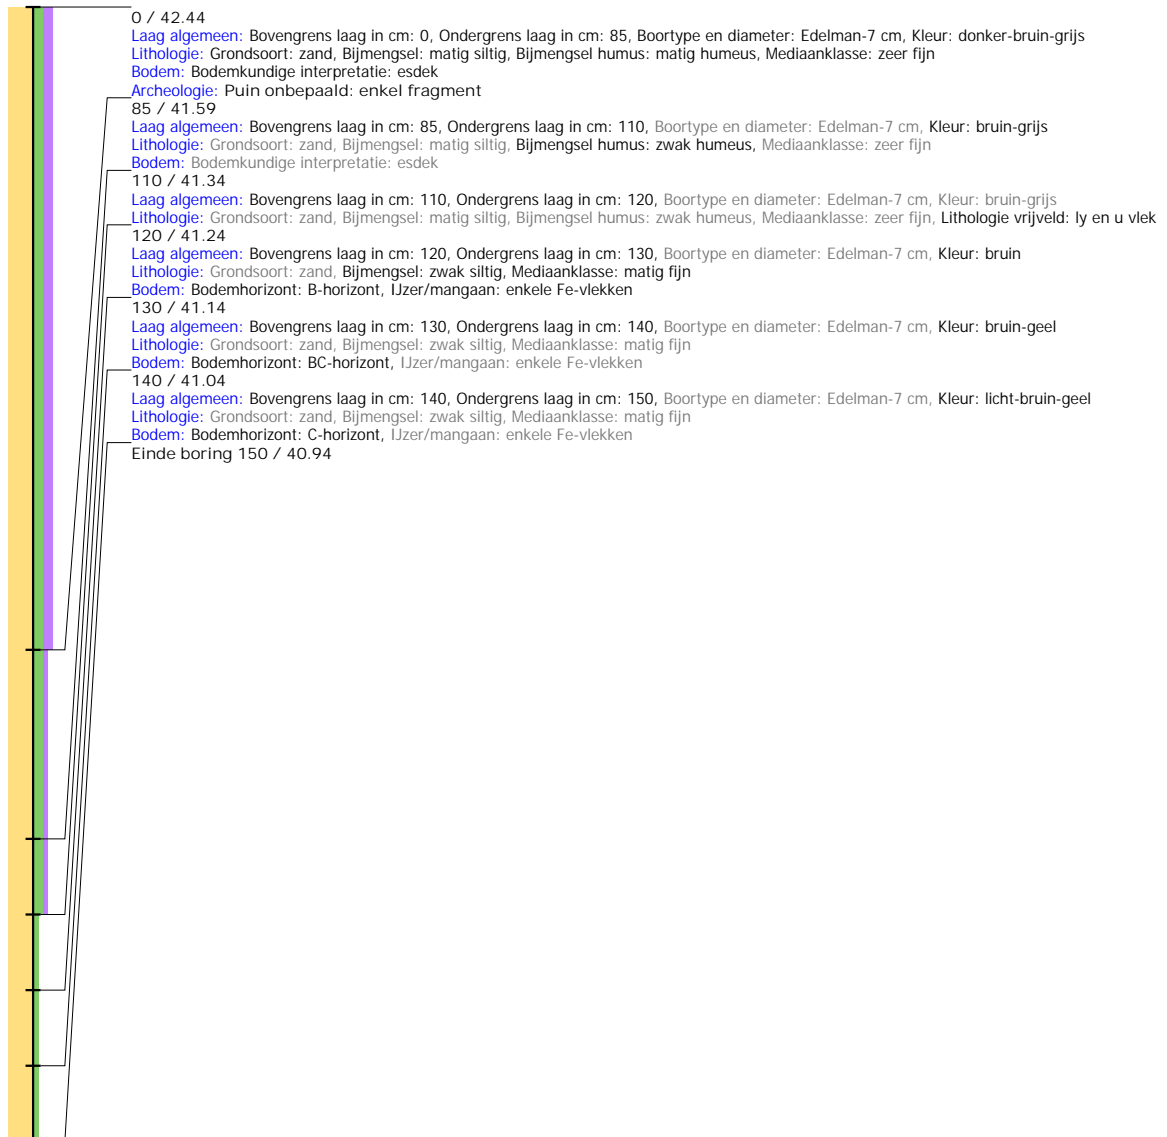 0 / 42.44
Laag algemeen: Bovengrens laag in cm: 0, Ondergrens laag in cm: 85, Boortype en diameter: Edelman-7 cm, Kleur: donker-bruin-grijs
Lithologie: Grondsoort: zand, Bijmengsel: matig siltig, Bijmengsel humus: matig humeus, Mediaanklasse: zeer fijn
Bodem: Bodemkundige interpretatie: esdek
Archeologie: Puin onbepaald: enkel fragment
85 / 41.59
Laag algemeen: Bovengrens laag in cm: 85, Ondergrens laag in cm: 110, Boortype en diameter: Edelman-7 cm, Kleur: bruin-grijs
Lithologie: Grondsoort: zand, Bijmengsel: matig siltig, Bijmengsel humus: zwak humeus, Mediaanklasse: zeer fijn
Bodem: Bodemkundige interpretatie: esdek
110 / 41.34
Laag algemeen: Bovengrens laag in cm: 110, Ondergrens laag in cm: 120, Boortype en diameter: Edelman-7 cm, Kleur: bruin-grijs
Lithologie: Grondsoort: zand, Bijmengsel: matig siltig, Bijmengsel humus: zwak humeus, Mediaanklasse: zeer fijn, Lithologie vrijveld: ly en u vlek
120 / 41.24
Laag algemeen: Bovengrens laag in cm: 120, Ondergrens laag in cm: 130, Boortype en diameter: Edelman-7 cm, Kleur: bruin
Lithologie: Grondsoort: zand, Bijmengsel: zwak siltig, Mediaanklasse: matig fijn
Bodem: Bodemhorizont: B-horizont, IJzer/mangaan: enkele Fe-vlekken
130 / 41.14
Laag algemeen: Bovengrens laag in cm: 130, Ondergrens laag in cm: 140, Boortype en diameter: Edelman-7 cm, Kleur: bruin-geel
Lithologie: Grondsoort: zand, Bijmengsel: zwak siltig, Mediaanklasse: matig fijn
Bodem: Bodemhorizont: BC-horizont, IJzer/mangaan: enkele Fe-vlekken
140 / 41.04
Laag algemeen: Bovengrens laag in cm: 140, Ondergrens laag in cm: 150, Boortype en diameter: Edelman-7 cm, Kleur: licht-bruin-geel
Lithologie: Grondsoort: zand, Bijmengsel: zwak siltig, Mediaanklasse: matig fijn
Bodem: Bodemhorizont: C-horizont, IJzer/mangaan: enkele Fe-vlekken
Einde boring 150 / 40.94